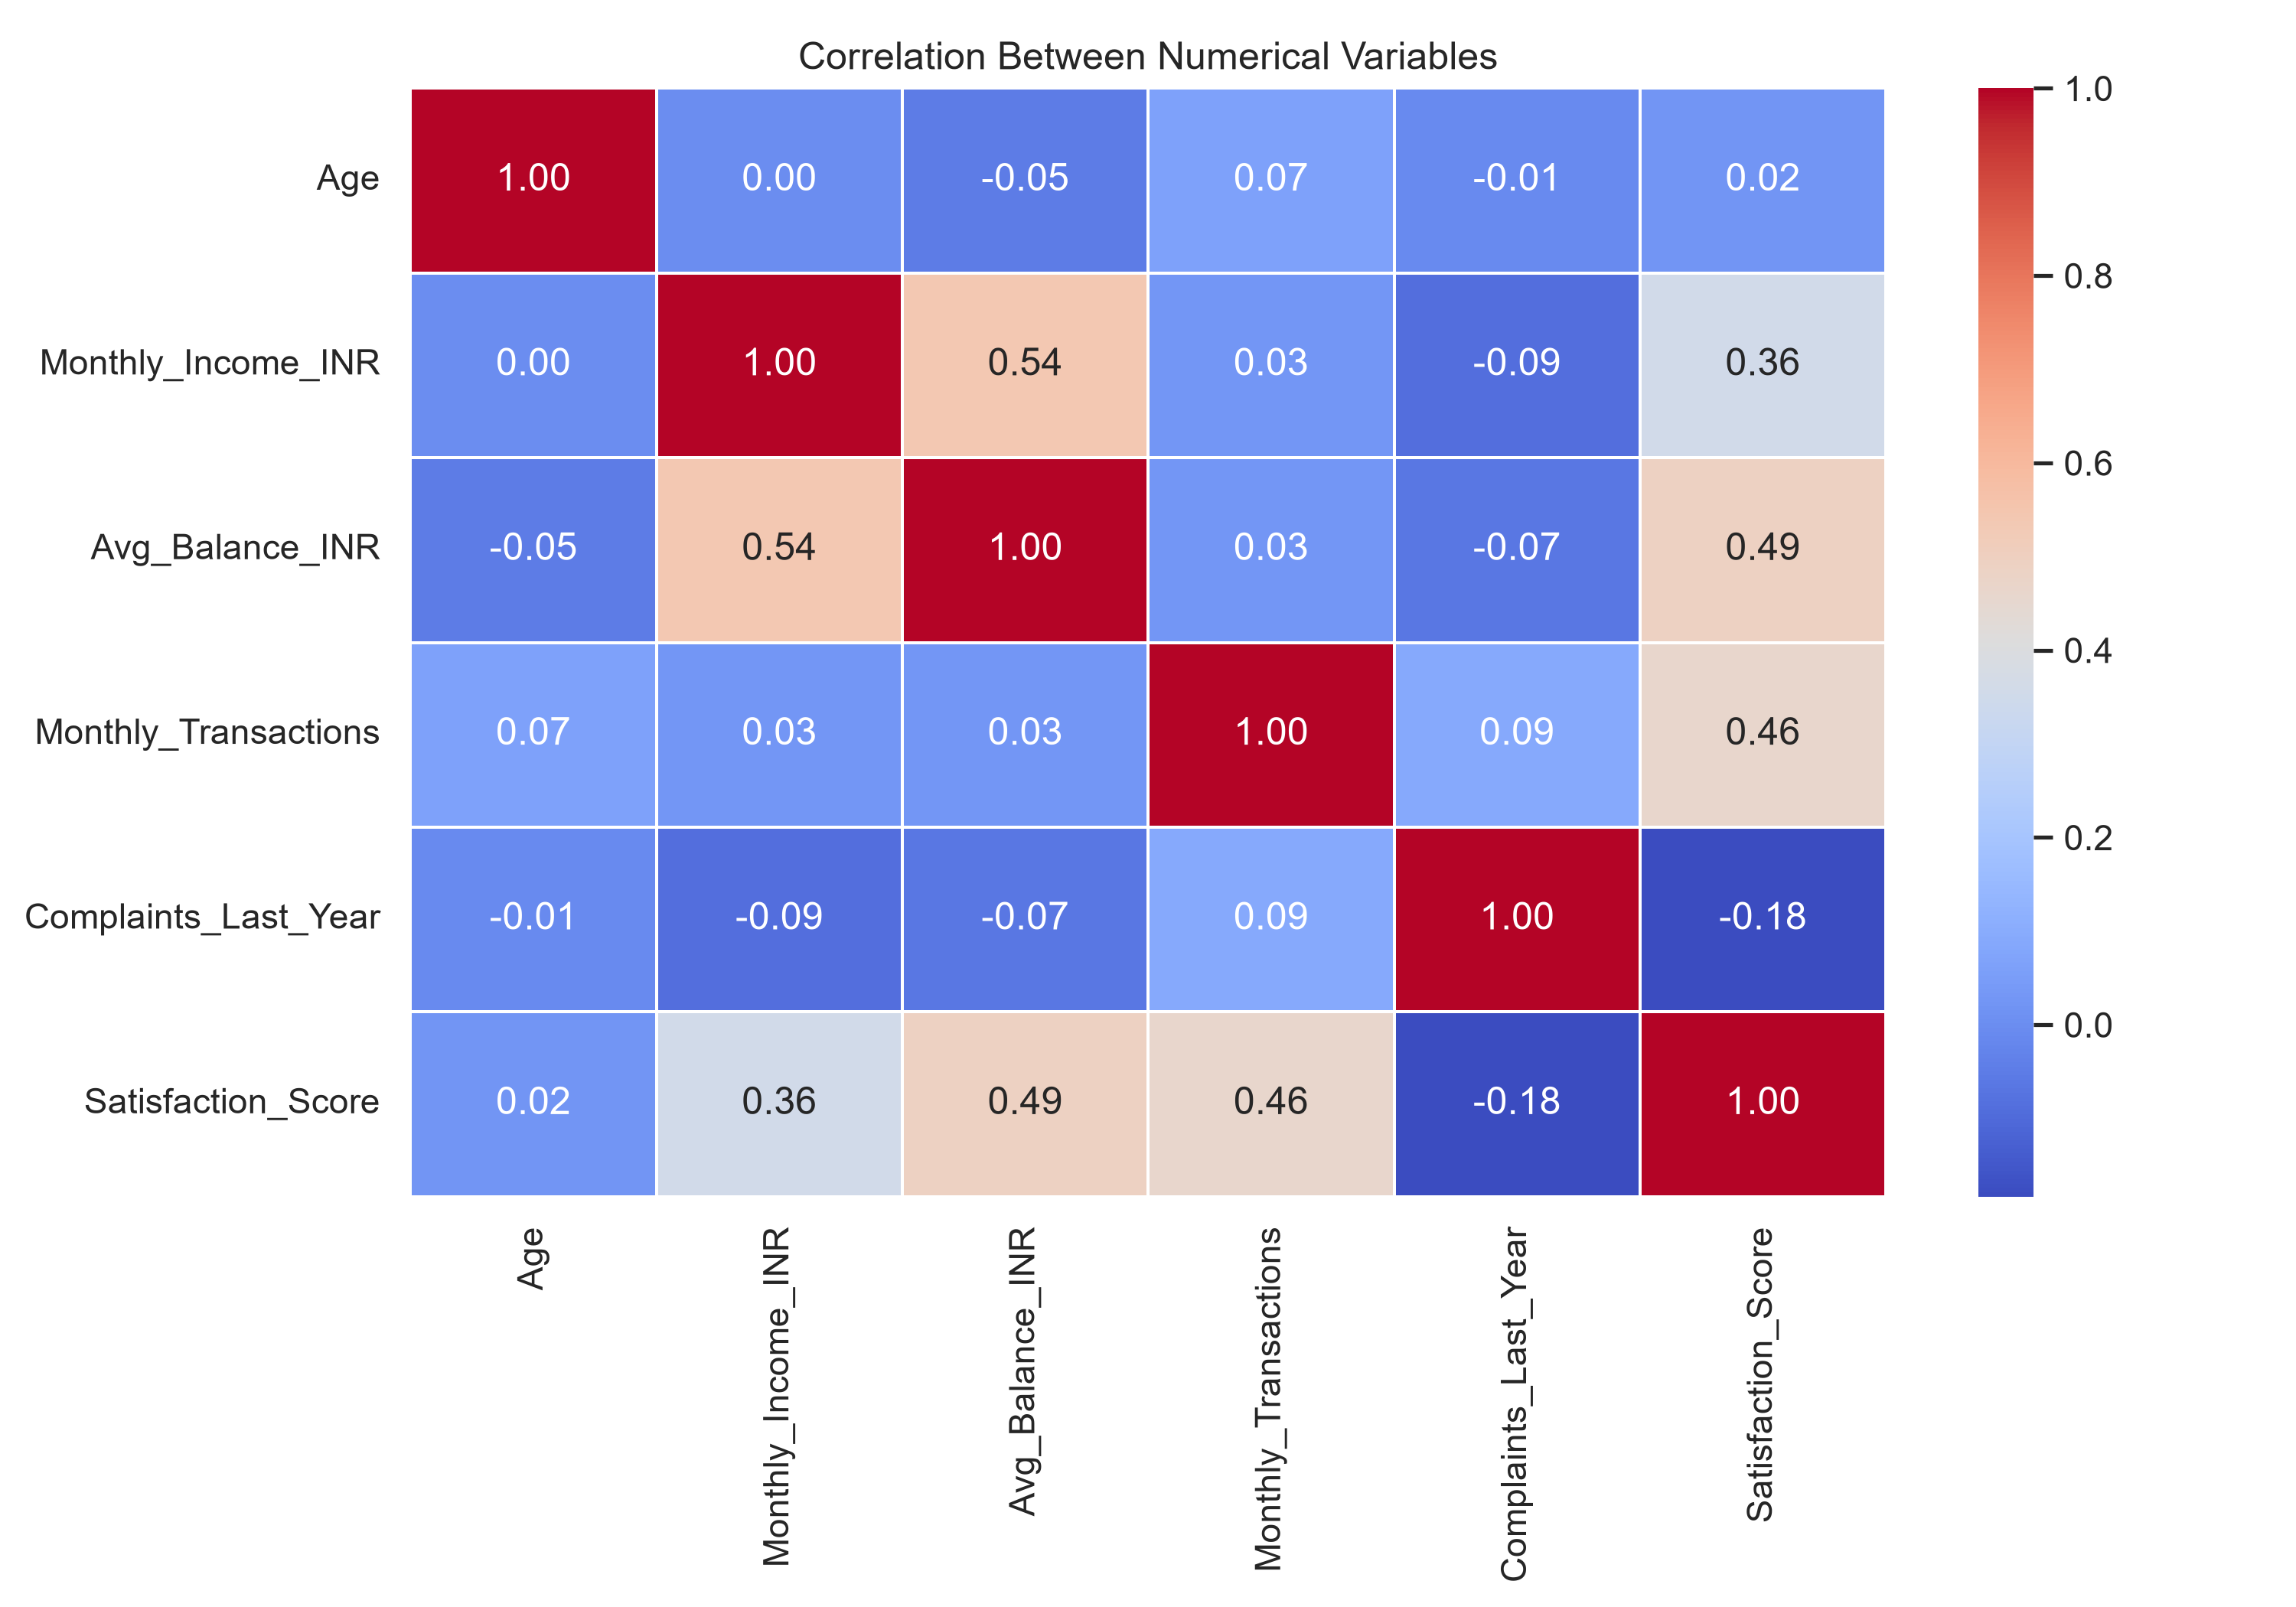 Correlation Between Numerical Variables
Age 1.00 0.00 -0.05 0.07 -0.01 0.02
Monthly_Income_INR 0.00 1.00 0.54 0.03 -0.09 0.36
Avg_Balance_INR -0.05 0.54 1.00 0.03 -0.07 0.49
Monthly_Transactions 0.07 0.03 0.03 1.00 0.09 0.46
Complaints_Last_Year -0.01 -0.09 -0.07 0.09 1.00 -0.18
Satisfaction_Score 0.02 0.36 0.49 0.46 -0.18 1.00
Age
Monthly_Income_INR
Avg_Balance_INR
Monthly_Transactions
Complaints_Last_Year
Satisfaction_Score
1.0
0.8
0.6
0.4
0.2
0.0